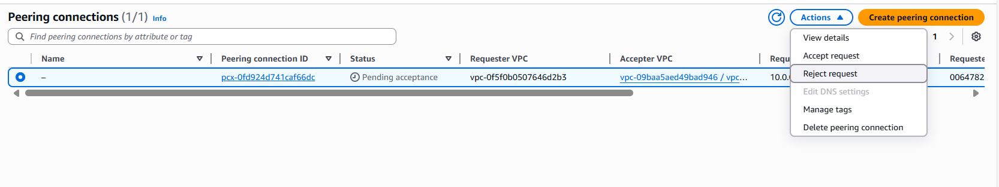 Peering connections (1/1) Info
Actions
Create peering connection
Find peering connections by attribute or tag
1
Name Peering connection ID Status Requester VPC Accepter VPC Requ Requeste
– pcx-0fd924d741caf66dc Pending acceptance vpc-0f5f0b0507646d2b3 vpc-09baa5aed49bad946 / vpc... 10.0. 0064782
View details
Accept request
Reject request
Edit DNS settings
Manage tags
Delete peering connection